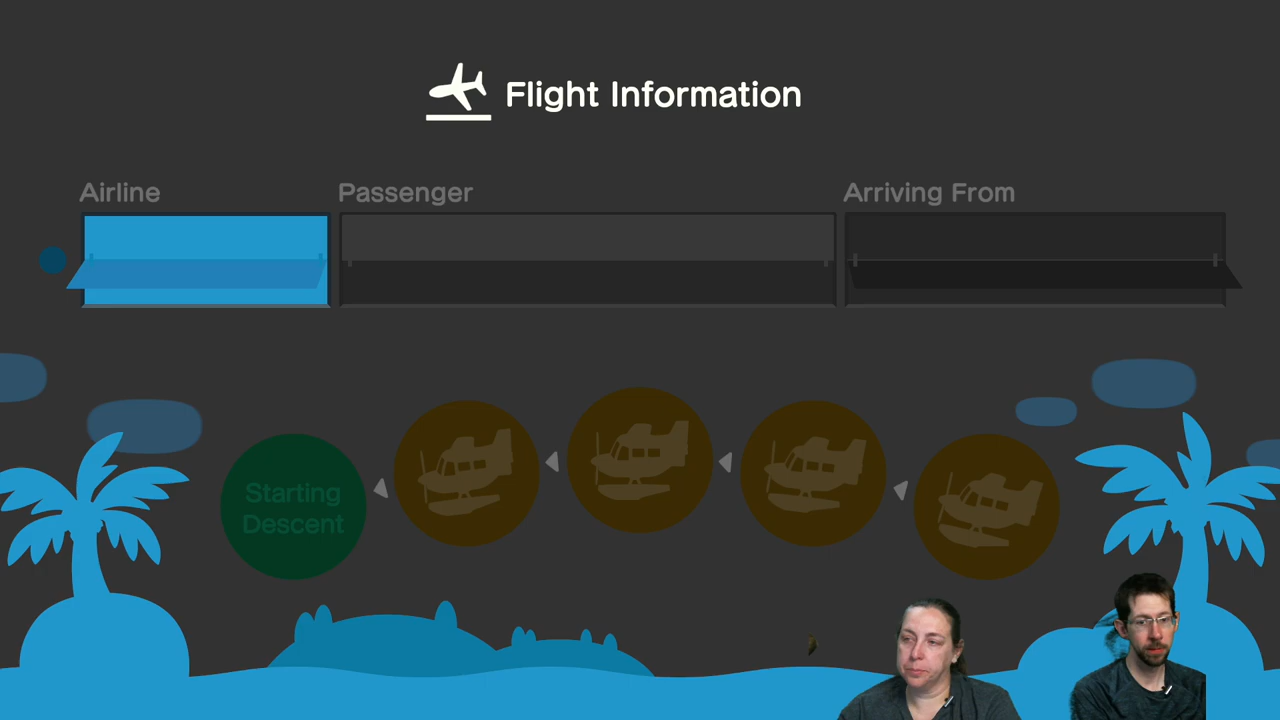 Flight Information
Airline
Passenger
Arriving From
Starting
Descent